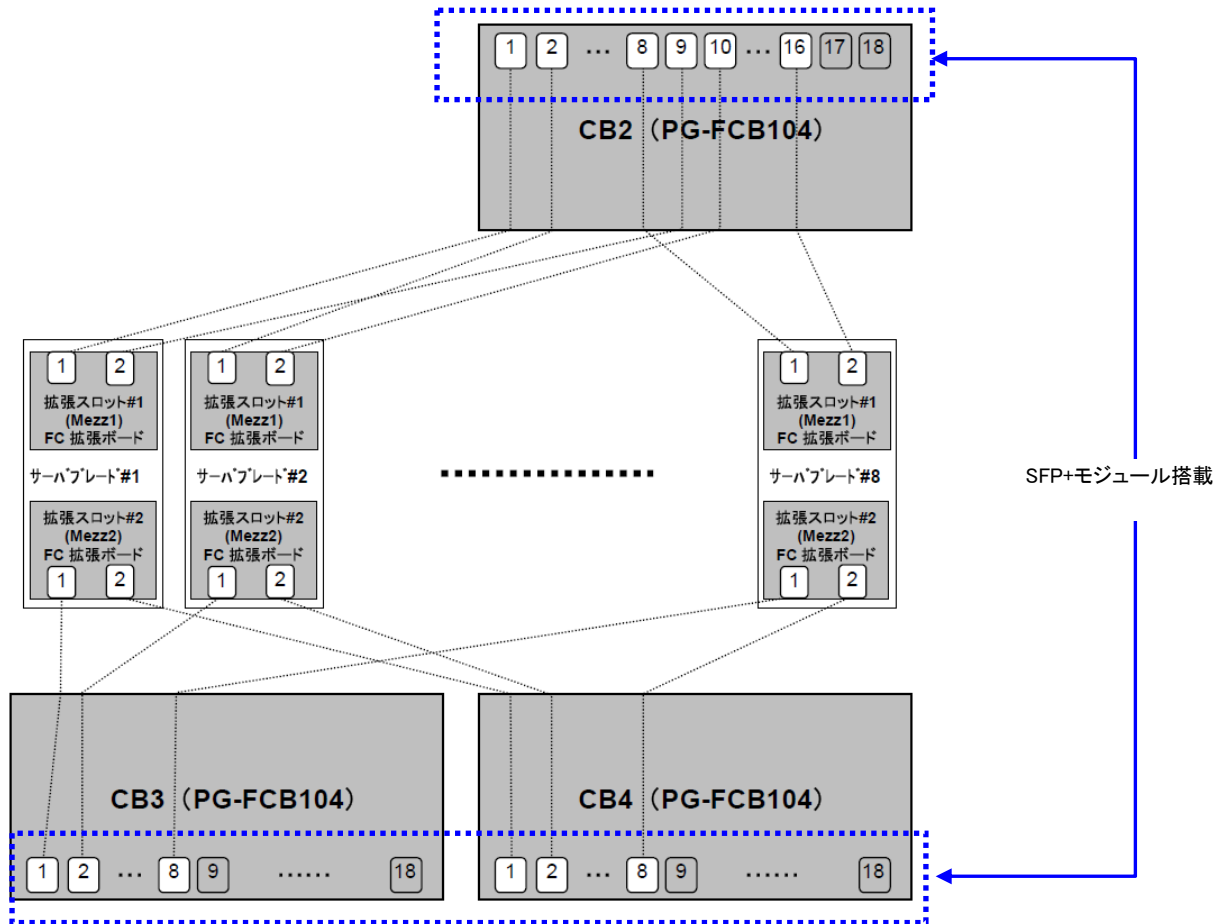 1 2 … 8 9 10 … 16 17 18
CB2（PG-FCB104）
1 2
拡張スロット#1
(Mezz1)
FC 拡張ボード
サーバブレード#1
拡張スロット#2
(Mezz2)
FC 拡張ボード
1 2
1 2
拡張スロット#1
(Mezz1)
FC 拡張ボード
サーバブレード#2
拡張スロット#2
(Mezz2)
FC 拡張ボード
1 2
1 2
拡張スロット#1
(Mezz1)
FC 拡張ボード
サーバブレード#8
拡張スロット#2
(Mezz2)
FC 拡張ボード
1 2
SFP+モジュール搭載
CB3（PG-FCB104）
1 2 … 8 9 …… 18
CB4（PG-FCB104）
1 2 … 8 9 …… 18